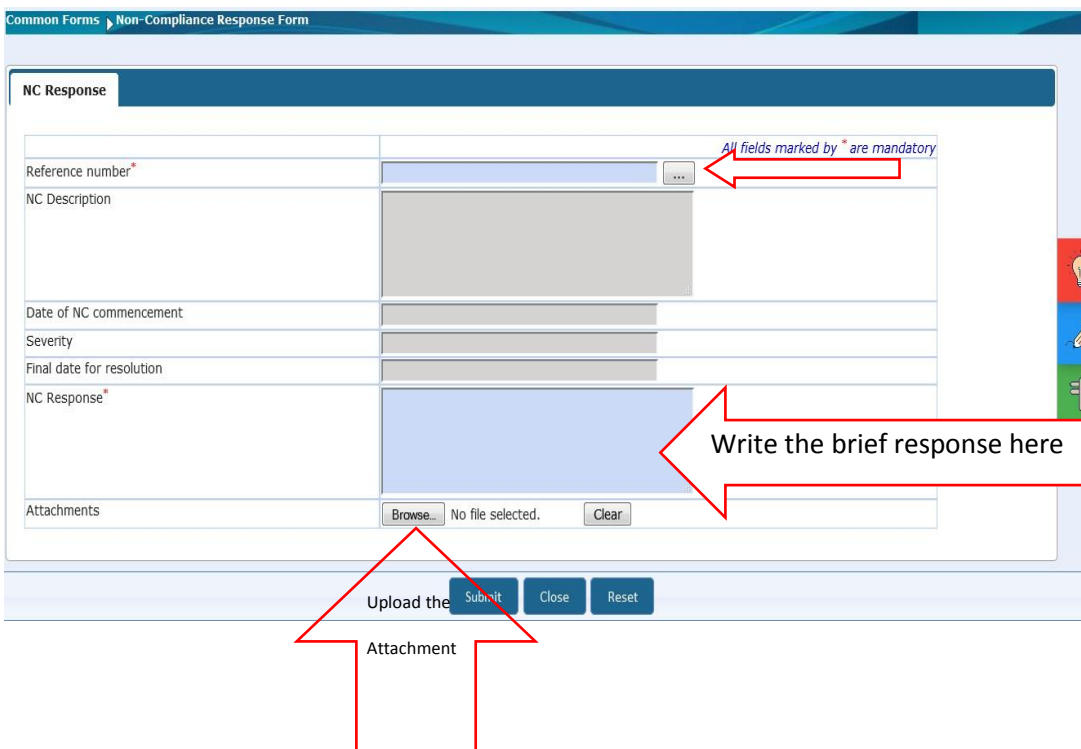 Common Forms Non-Compliance Response Form
NC Response
All fields marked by * are mandatory
Reference number*
...
NC Description
Date of NC commencement
Severity
Final date for resolution
NC Response*
Write the brief response here
Attachments
Browse... No file selected. Clear
Upload the
Submit Close Reset
Attachment